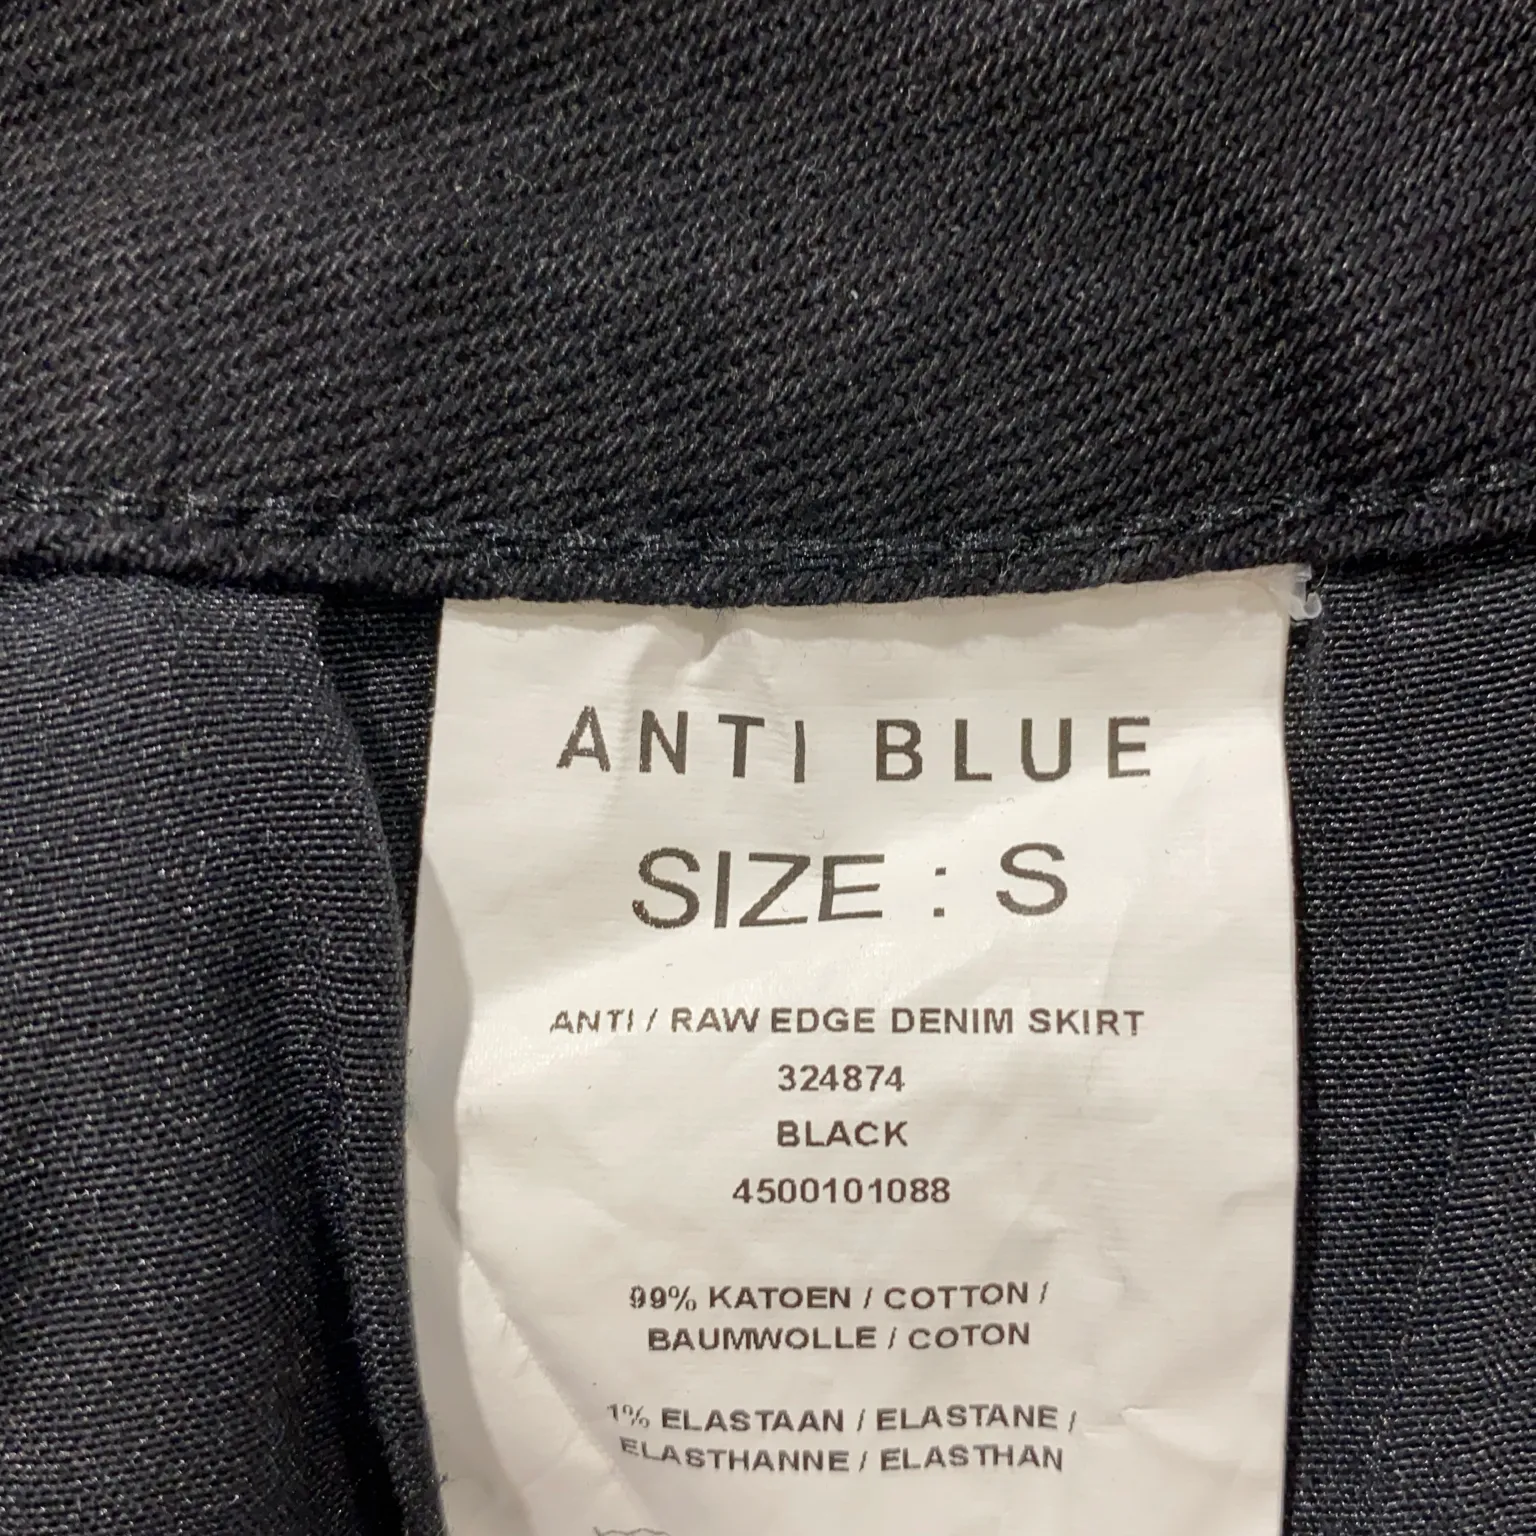 ANTI BLUE
SIZE : S
ANTI / RAW EDGE DENIM SKIRT
324874
BLACK
4500101088
99% KATOEN / COTTON /
BAUMWOLLE / COTON
1% ELASTAAN / ELASTANE /
ELASTHANNE / ELASTHAN